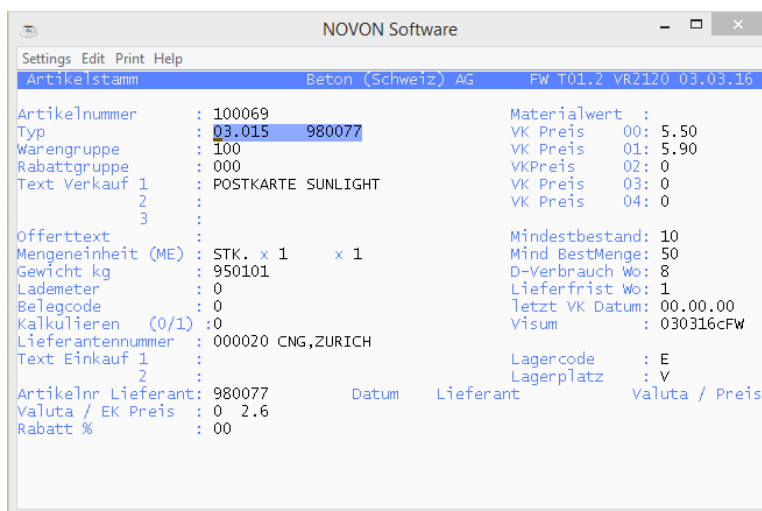 NOVON Software
Settings Edit Print Help
Artikelstamm Beton (Schweiz) AG FW T01.2 VR2120 03.03.16
Artikelnummer : 100069 Materialwert :
Typ : 03.015 980077 VK Preis 00: 5.50
Warengruppe : 100 VK Preis 01: 5.90
Rabattgruppe : 000 VKPreis 02: 0
Text Verkauf 1 : POSTKARTE SUNLIGHT VK Preis 03: 0
2 : VK Preis 04: 0
3 :
Offerttext : Mindestbestand: 10
Mengeneinheit (ME) : STK. x 1 x 1 Mind BestMenge: 50
Gewicht kg : 950101 D-Verbrauch Wo: 8
Lademeter : 0 Lieferfrist Wo: 1
Belegcode : 0 letzt VK Datum: 00.00.00
Kalkulieren (0/1) :0 Visum : 030316cFW
Lieferantennummer : 000020 CNG,ZURICH
Text Einkauf 1 : Lagercode : E
2 : Lagerplatz : V
Artikelnr Lieferant: 980077 Datum Lieferant Valuta / Preis
Valuta / EK Preis : 0 2.6
Rabatt % : 00